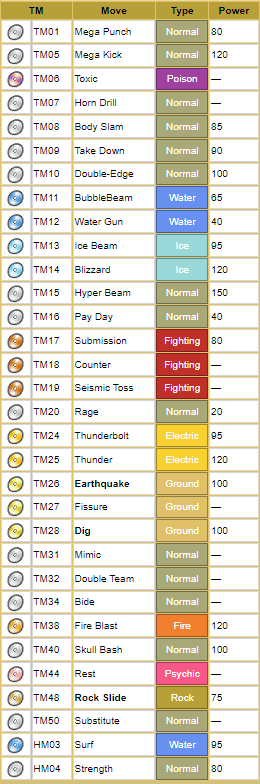 TM Move Type Power
TM01 Mega Punch Normal 80
TM05 Mega Kick Normal 120
TM06 Toxic Poison —
TM07 Horn Drill Normal —
TM08 Body Slam Normal 85
TM09 Take Down Normal 90
TM10 Double-Edge Normal 100
TM11 BubbleBeam Water 65
TM12 Water Gun Water 40
TM13 Ice Beam Ice 95
TM14 Blizzard Ice 120
TM15 Hyper Beam Normal 150
TM16 Pay Day Normal 40
TM17 Submission Fighting 80
TM18 Counter Fighting —
TM19 Seismic Toss Fighting —
TM20 Rage Normal 20
TM24 Thunderbolt Electric 95
TM25 Thunder Electric 120
TM26 Earthquake Ground 100
TM27 Fissure Ground —
TM28 Dig Ground 100
TM31 Mimic Normal —
TM32 Double Team Normal —
TM34 Bide Normal —
TM38 Fire Blast Fire 120
TM40 Skull Bash Normal 100
TM44 Rest Psychic —
TM48 Rock Slide Rock 75
TM50 Substitute Normal —
HM03 Surf Water 95
HM04 Strength Normal 80